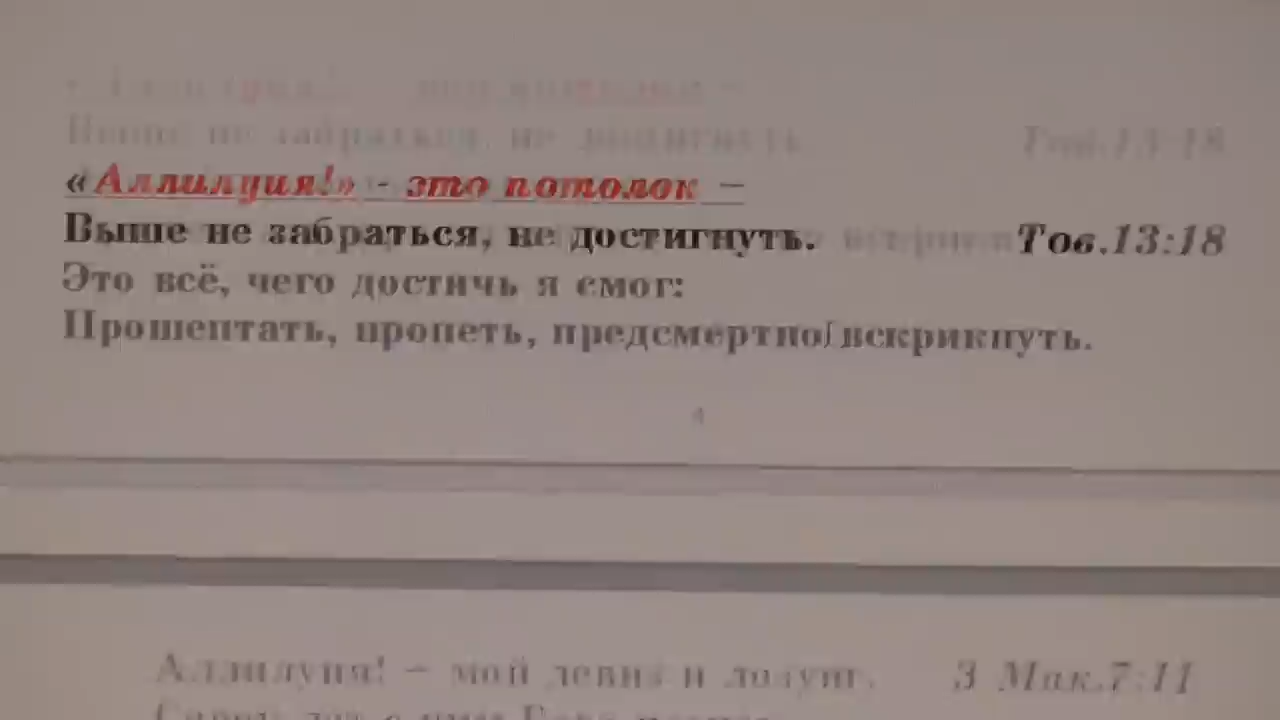 «Аллилуия!» - это потолок –
Выше не забраться, не достигнуть. Тов.13:18
Это всё, чего достичь я смог:
Прошептать, пропеть, предсмертно вскрикнуть.
4
Аллилуия! – мой девиз и лозунг. 3 Мак.7:11